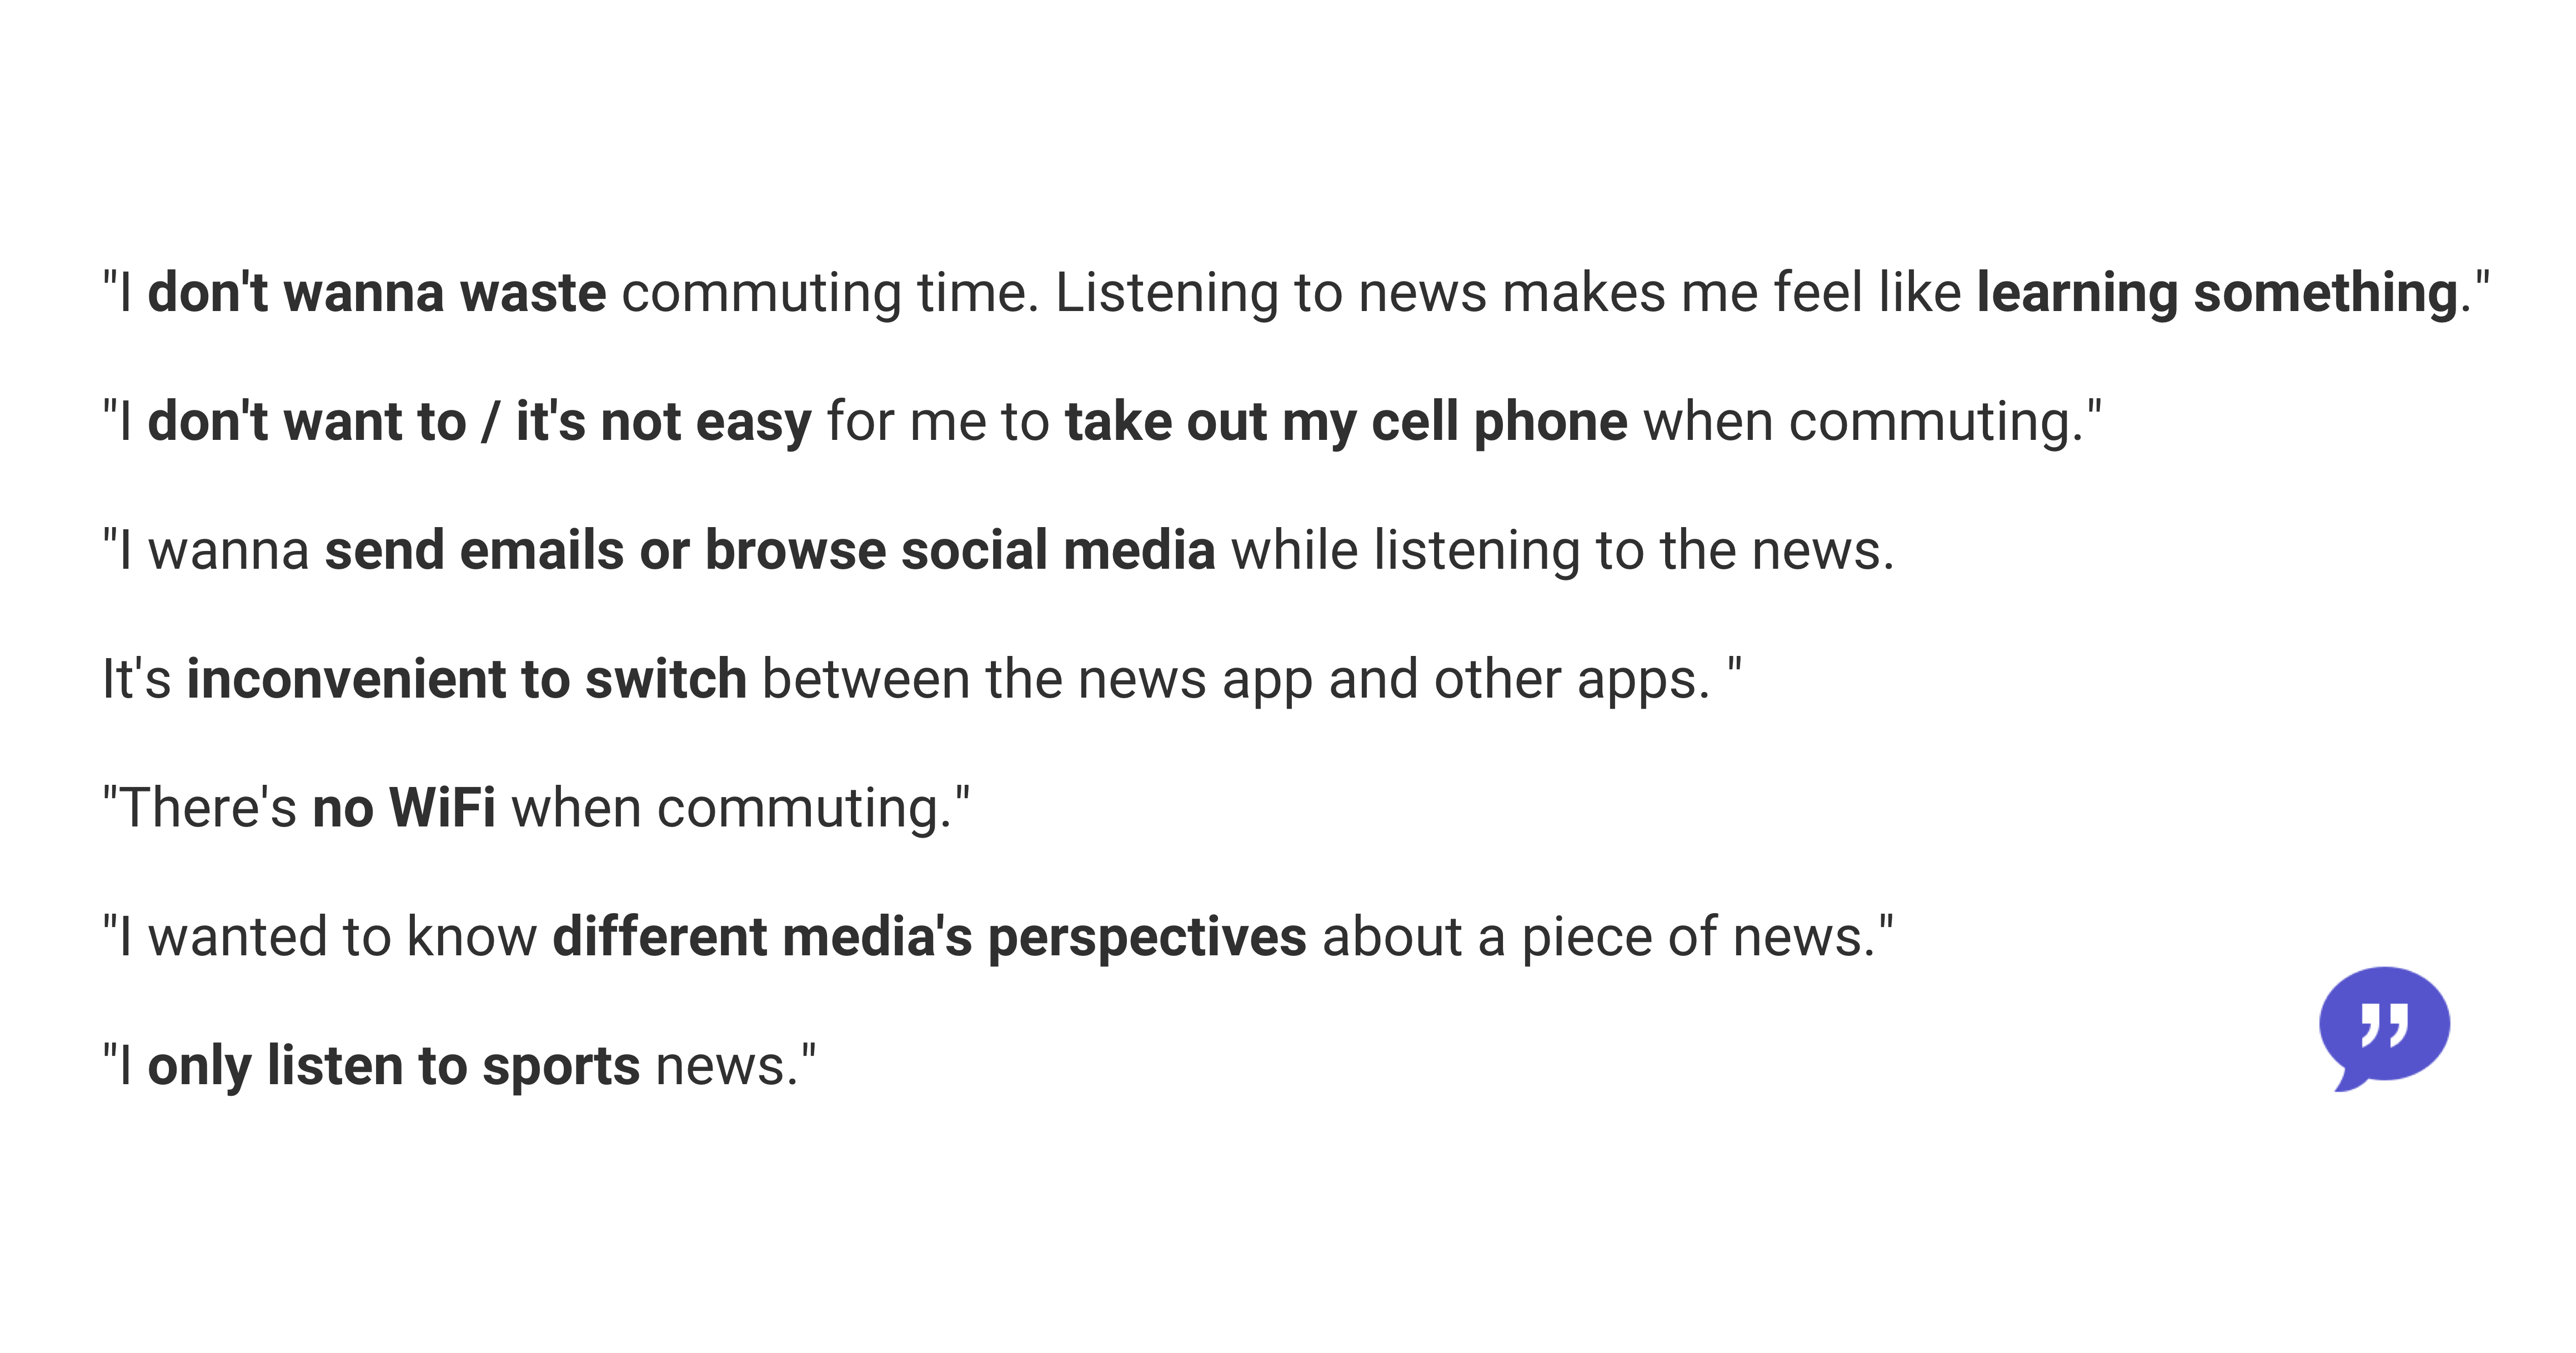 "I don't wanna waste commuting time. Listening to news makes me feel like learning something."
"I don't want to / it's not easy for me to take out my cell phone when commuting."
"I wanna send emails or browse social media while listening to the news.
It's inconvenient to switch between the news app and other apps. "
"There's no WiFi when commuting."
"I wanted to know different media's perspectives about a piece of news."
"I only listen to sports news."